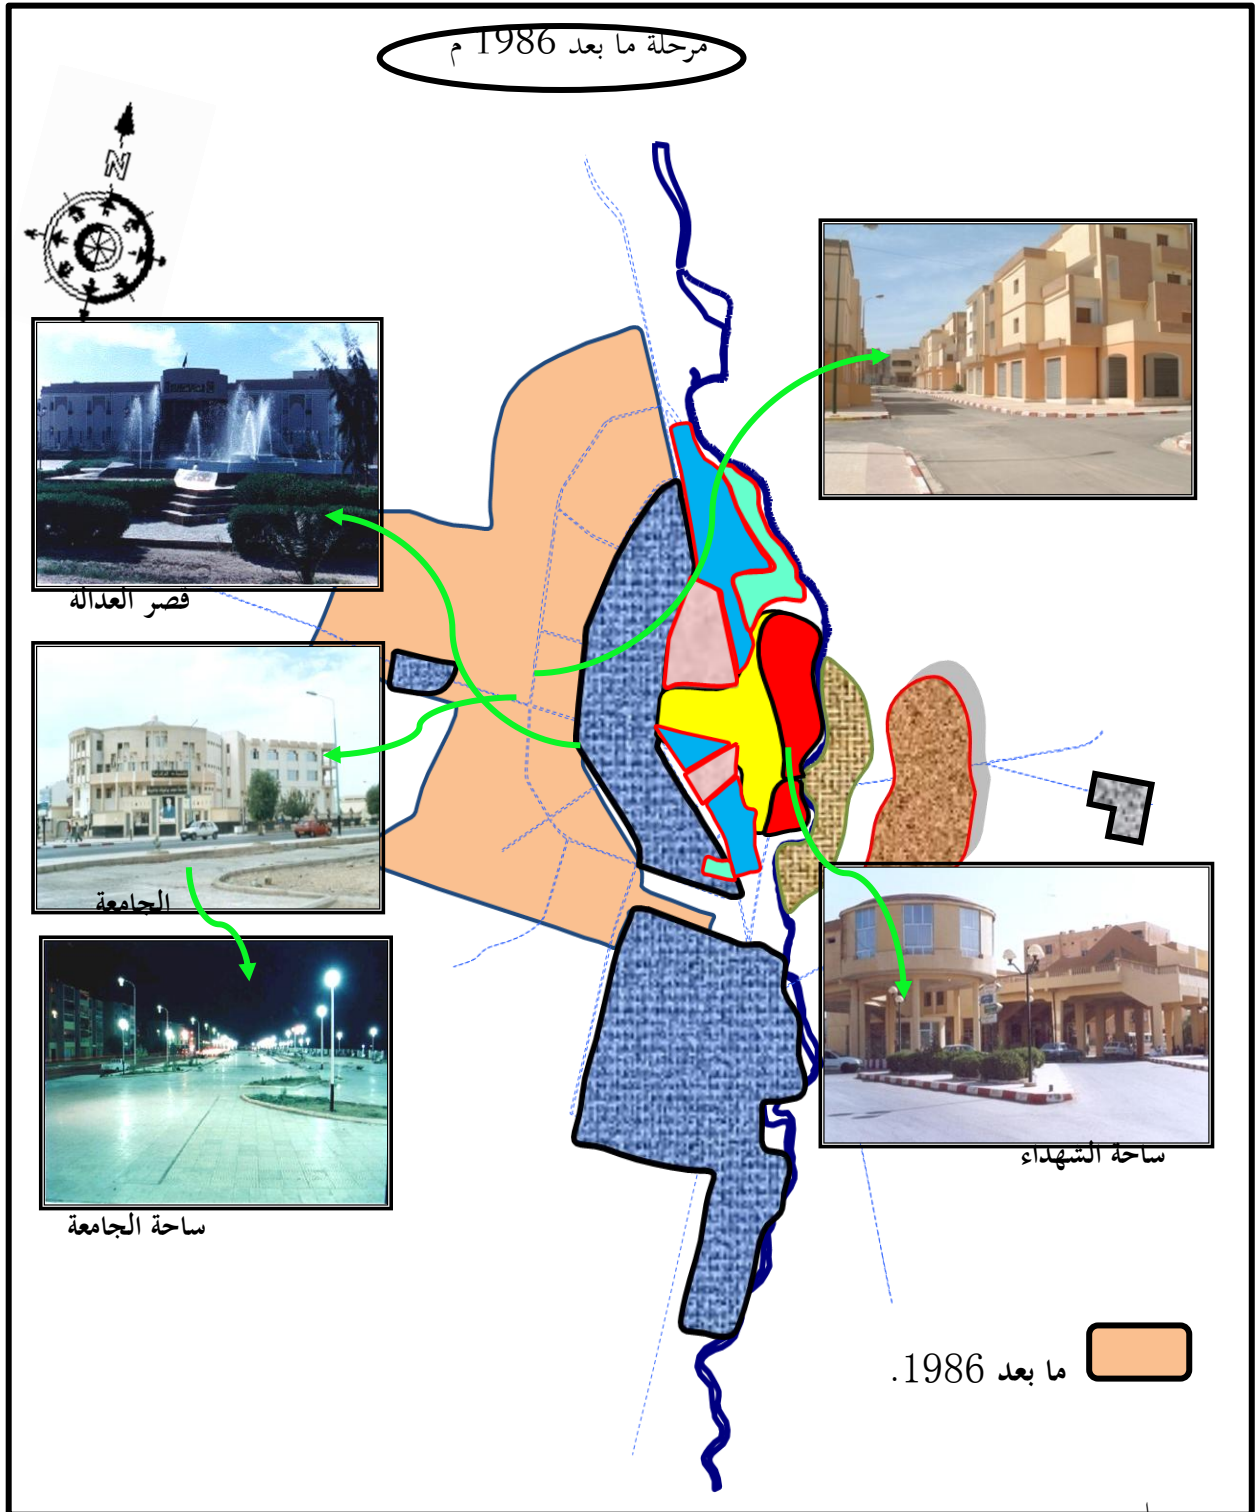 مرحلة ما بعد 1986 م
N
قصر العدالة
الجامعة
ساحة الجامعة
ساحة الشهداء
ما بعد 1986.